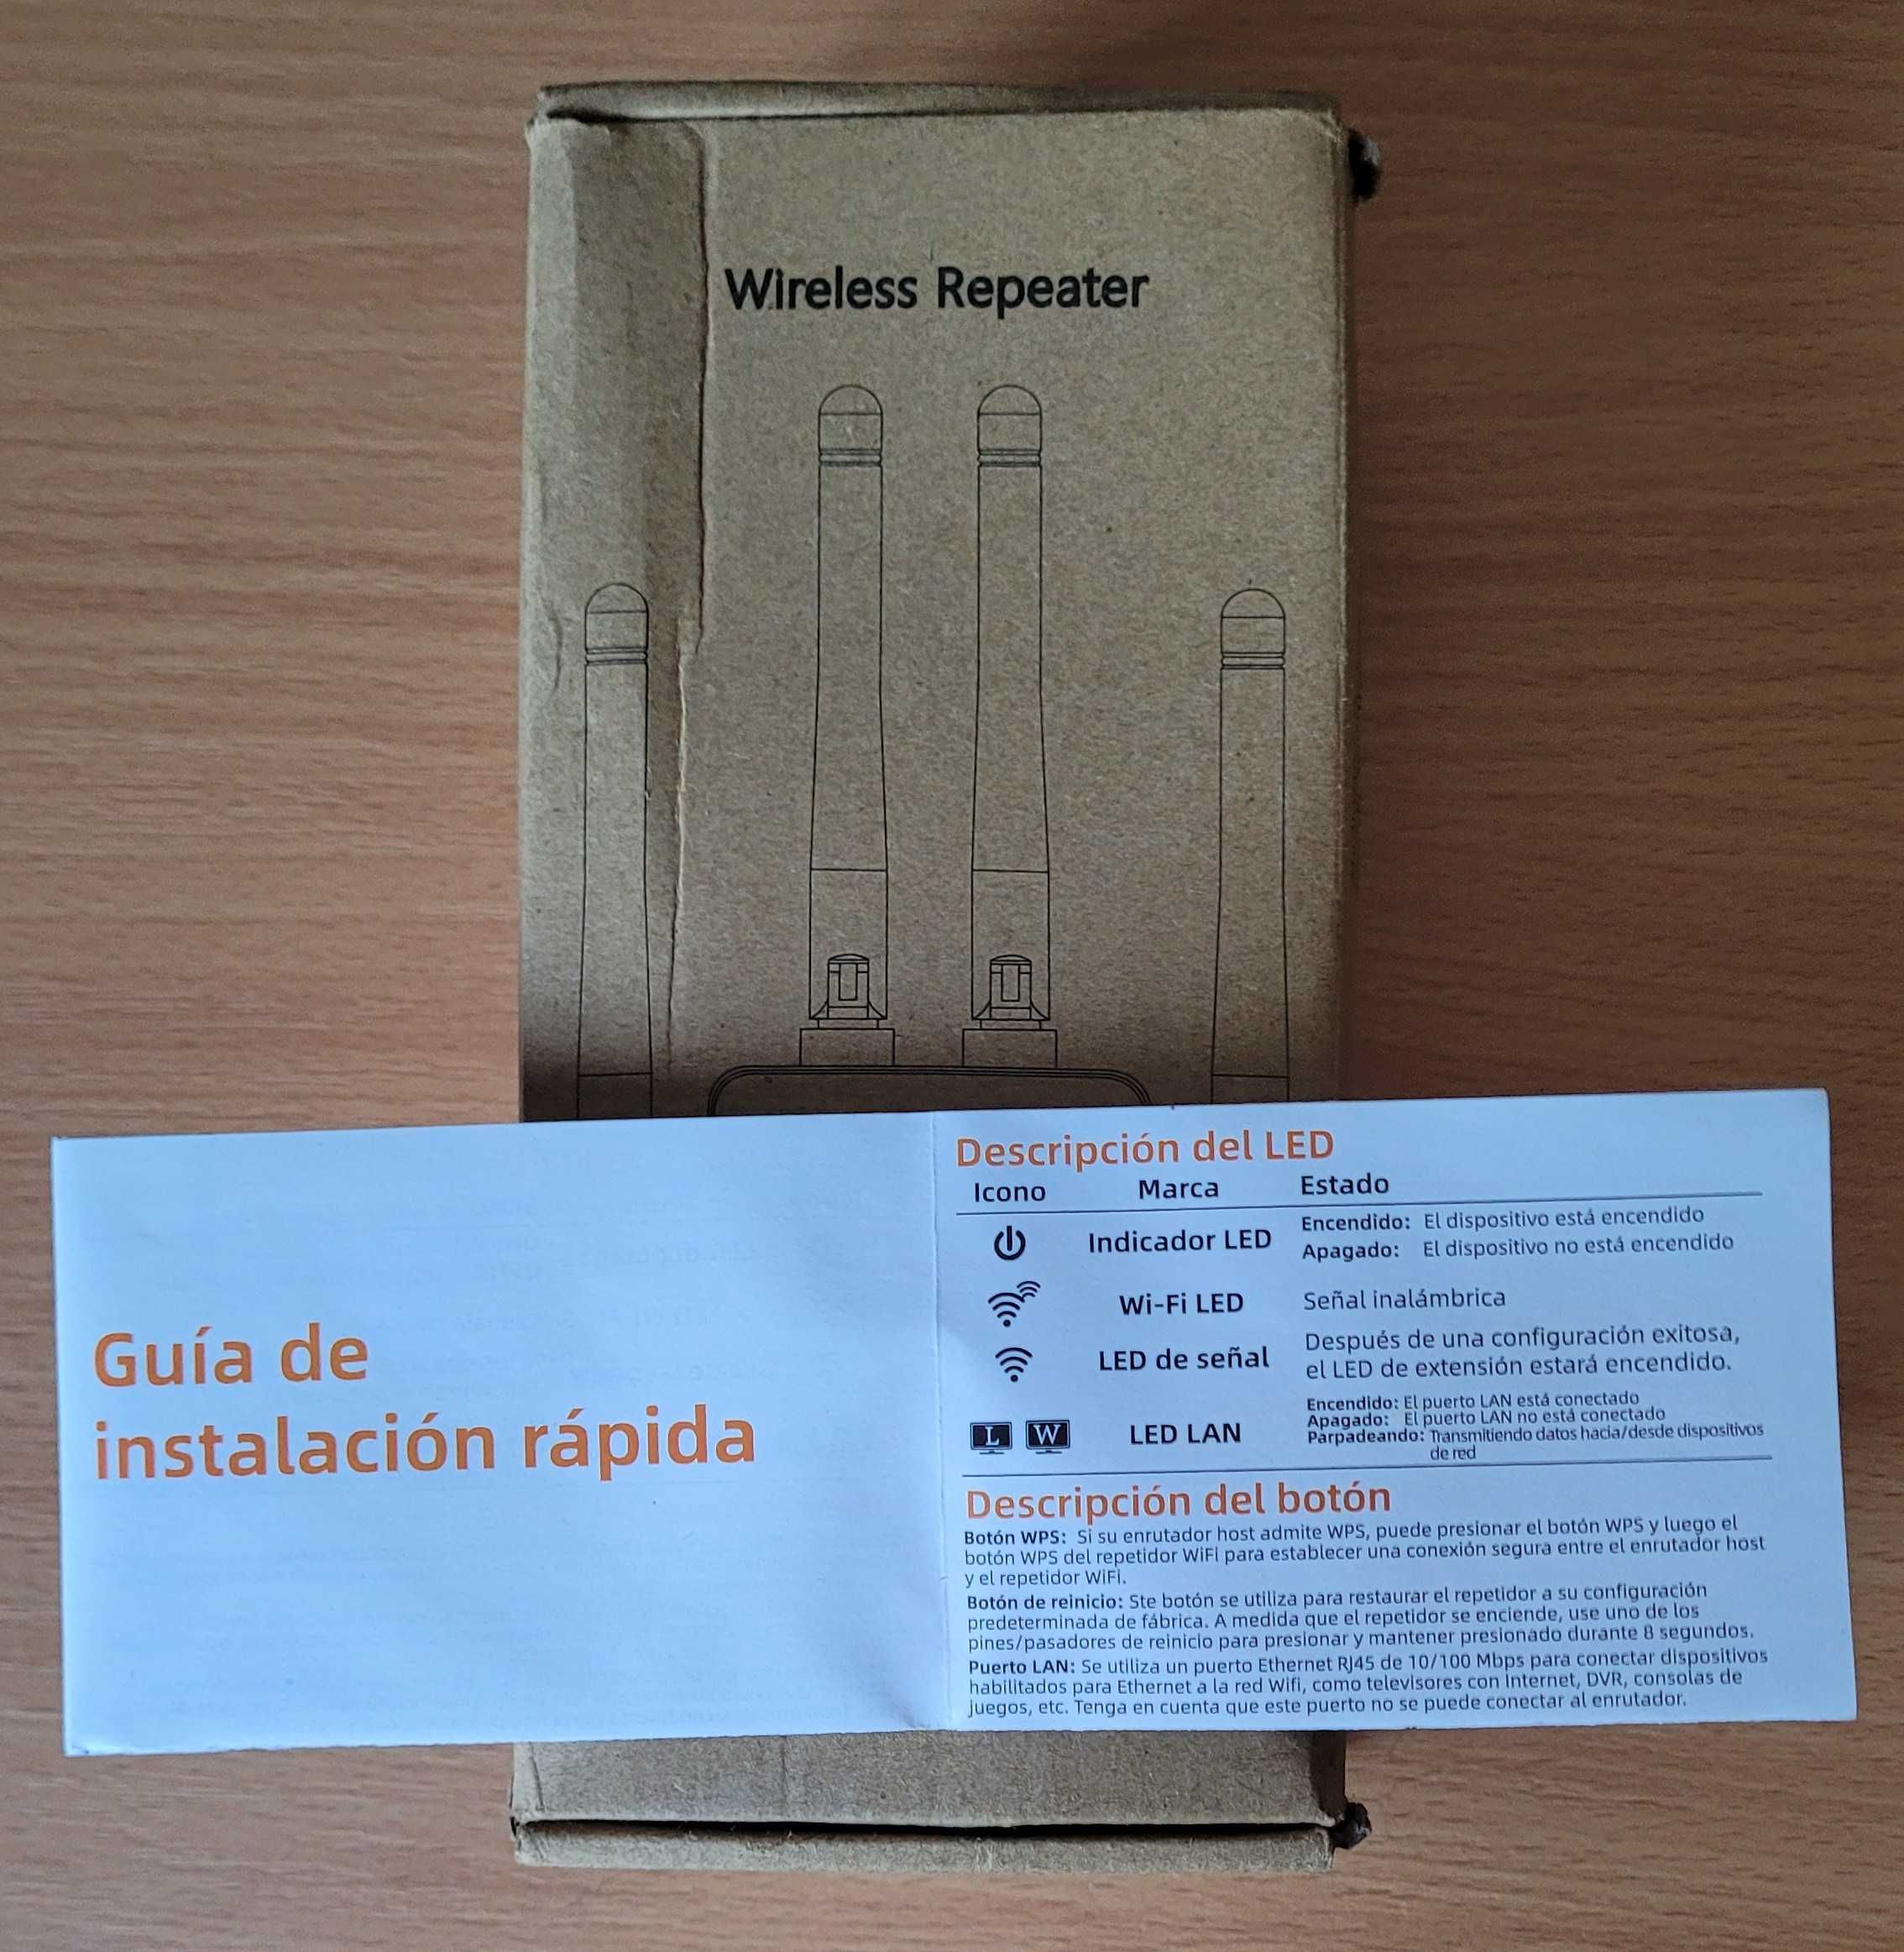 Wireless Repeater
Guía de
instalación rápida
Descripción del LED
Icono Marca Estado
Indicador LED Encendido: El dispositivo está encendido
Apagado: El dispositivo no está encendido
Wi-Fi LED Señal inalámbrica
LED de señal Después de una configuración exitosa,
el LED de extensión estará encendido.
L W LED LAN Encendido: El puerto LAN está conectado
Apagado: El puerto LAN no está conectado
Parpadeando: Transmitiendo datos hacia/desde dispositivos
de red
Descripción del botón
Botón WPS: Si su enrutador host admite WPS, puede presionar el botón WPS y luego el
botón WPS del repetidor WiFi para establecer una conexión segura entre el enrutador host
y el repetidor WiFi.
Botón de reinicio: Ste botón se utiliza para restaurar el repetidor a su configuración
predeterminada de fábrica. A medida que el repetidor se enciende, use uno de los
pines/pasadores de reinicio para presionar y mantener presionado durante 8 segundos.
Puerto LAN: Se utiliza un puerto Ethernet RJ45 de 10/100 Mbps para conectar dispositivos
habilitados para Ethernet a la red Wifi, como televisores con Internet, DVR, consolas de
juegos, etc. Tenga en cuenta que este puerto no se puede conectar al enrutador.